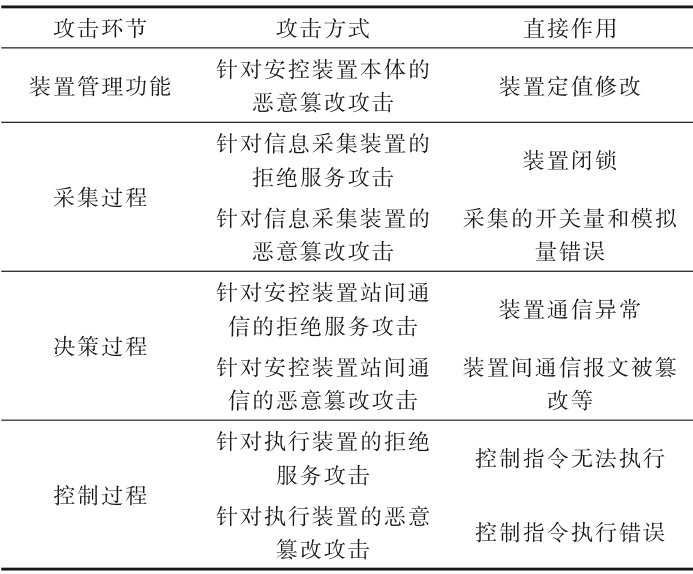 攻击环节 攻击方式 直接作用
装置管理功能
针对安控装置本体的
恶意篡改攻击
装置定值修改
采集过程
针对信息采集装置的
拒绝服务攻击
装置闭锁
针对信息采集装置的
恶意篡改攻击
采集的开关量和模拟
量错误
决策过程
针对安控装置站间通
信的拒绝服务攻击
装置通信异常
针对安控装置站间通
信的恶意篡改攻击
装置间通信报文被篡
改等
控制过程
针对执行装置的拒绝
服务攻击
控制指令无法执行
针对执行装置的恶意
篡改攻击
控制指令执行错误